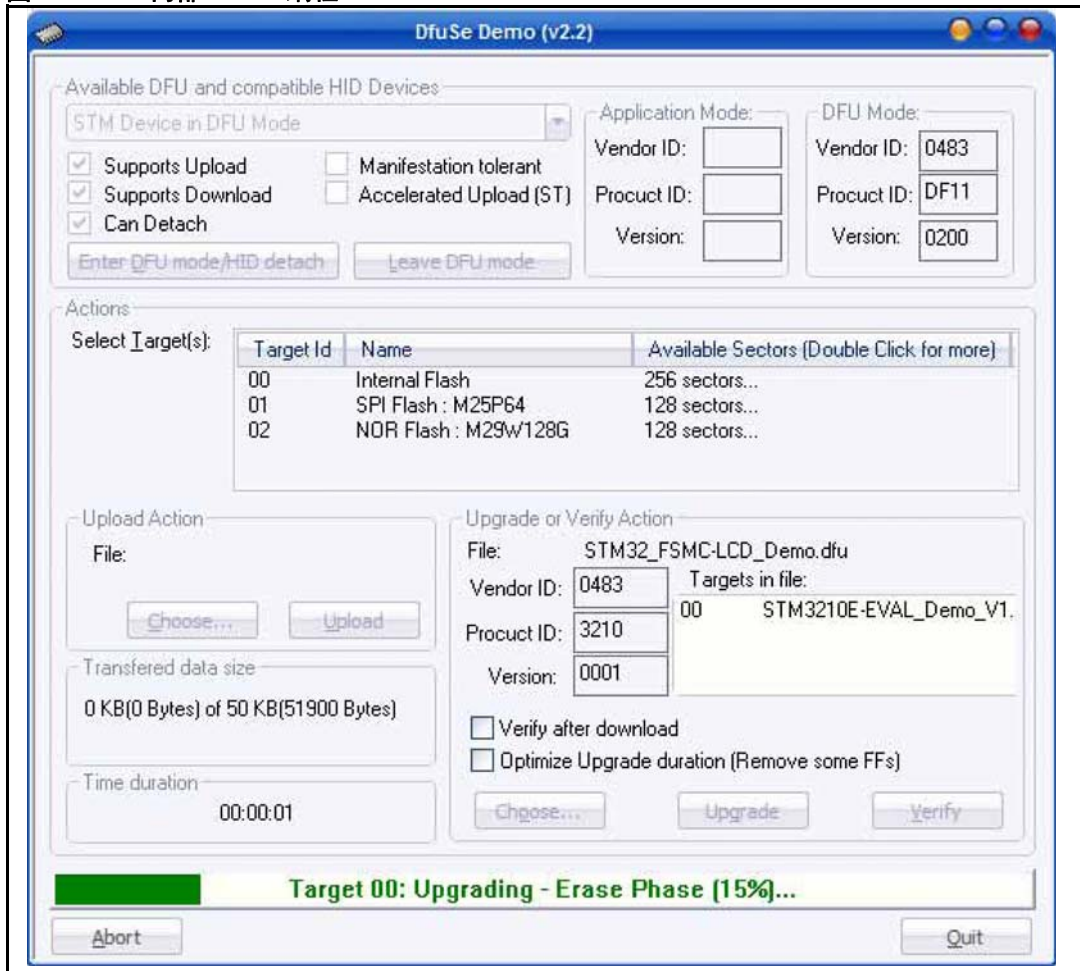 DfuSe Demo (v2.2)
Available DFU and compatible HID Devices
STM Device in DFU Mode
Supports Upload
Manifestation tolerant
Supports Download
Accelerated Upload (ST)
Can Detach
Enter DFU mode/HID detach
Leave DFU mode
Application Mode:
Vendor ID:
Procuct ID:
Version:
DFU Mode:
Vendor ID: 0483
Procuct ID: DF11
Version: 0200
Actions
Select Target(s):
Target Id Name Available Sectors (Double Click for more)
00 Internal Flash 256 sectors...
01 SPI Flash : M25P64 128 sectors...
02 NOR Flash : M29W128G 128 sectors...
Upload Action
File:
Choose... Upload
Transfered data size
0 KB(0 Bytes) of 50 KB(51900 Bytes)
Time duration
00:00:01
Upgrade or Verify Action
File: STM32_FSMC-LCD_Demo.dfu
Vendor ID: 0483
Procuct ID: 3210
Version: 0001
Targets in file:
00 STM3210E-EVAL_Demo_V1.
Verify after download
Optimize Upgrade duration (Remove some FFs)
Choose... Upgrade Verify
Target 00: Upgrading - Erase Phase (15%)...
Abort Quit